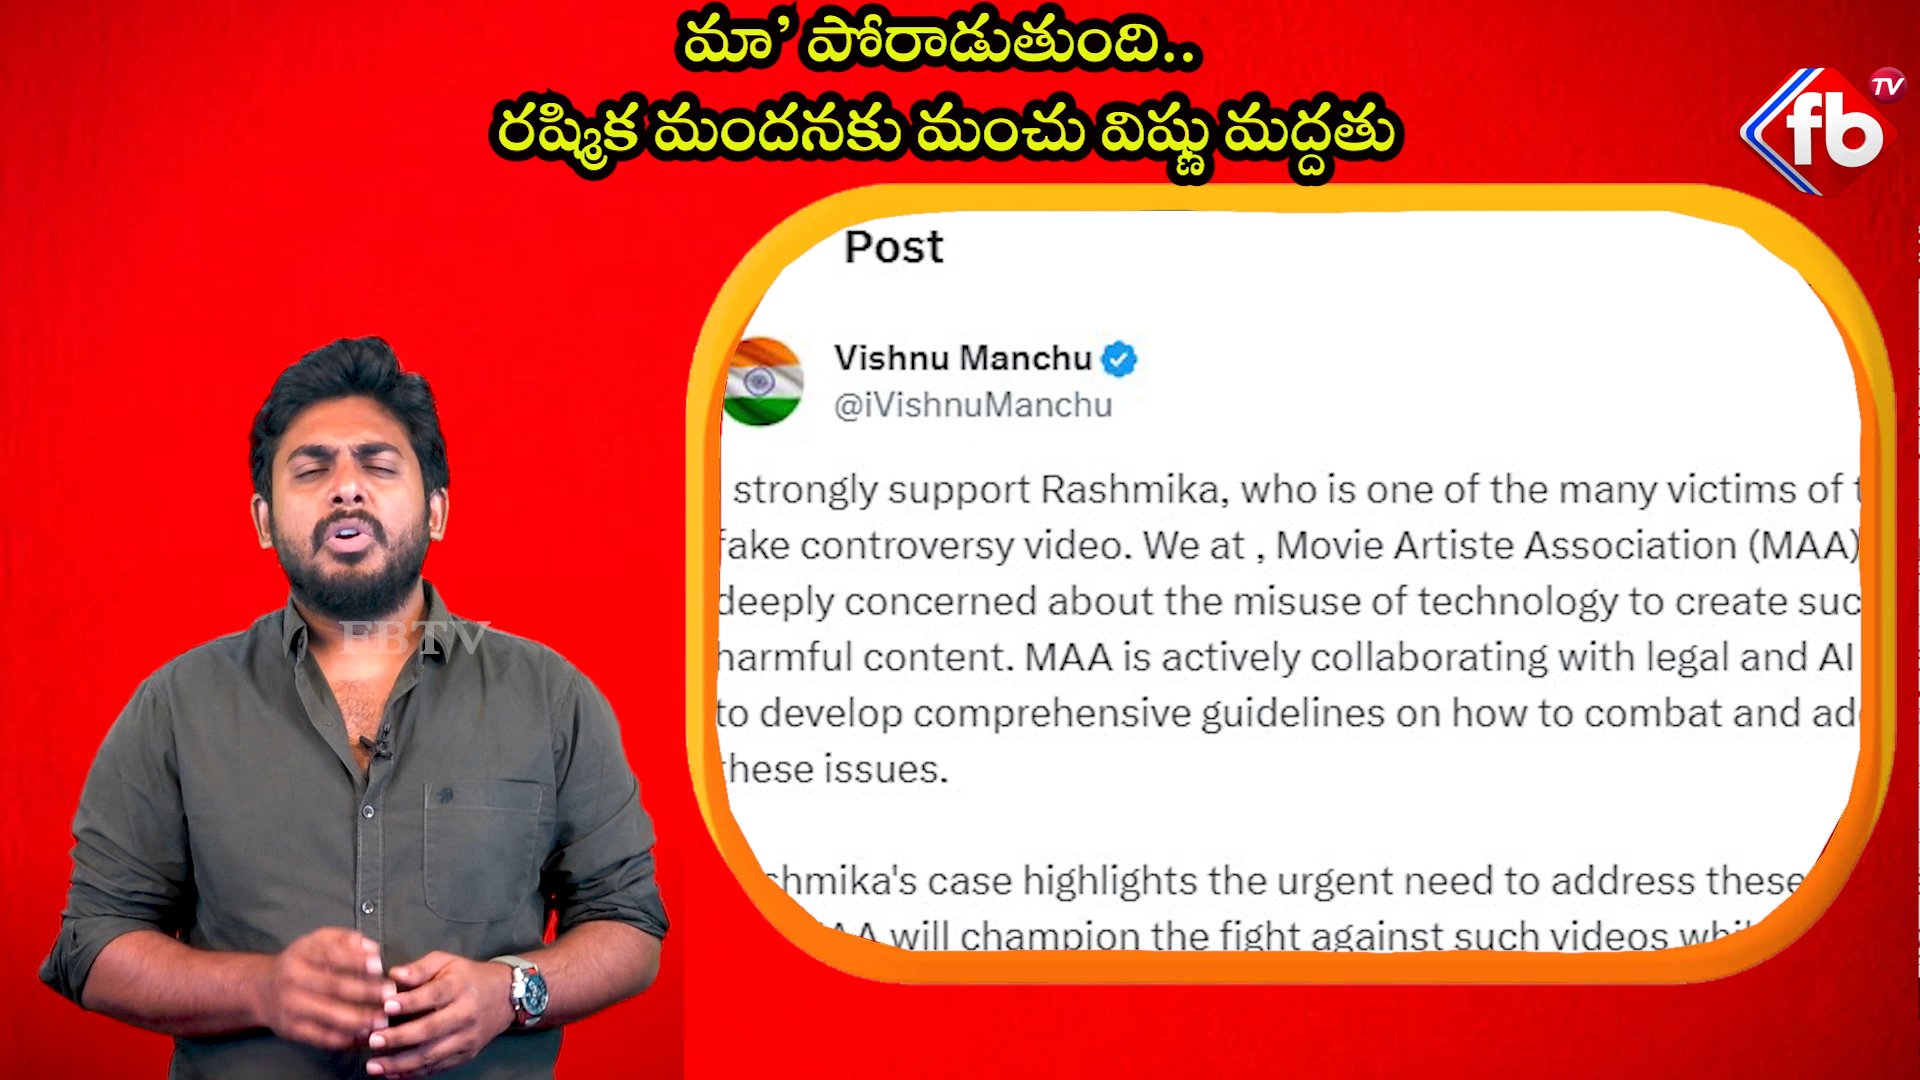 మా’ పోరాడుతుంది..
రష్మిక మందనకు మంచు విష్ణు మద్దతు
TV
fb
Post
Vishnu Manchu
@iVishnuManchu
strongly support Rashmika, who is one of the many victims of
fake controversy video. We at , Movie Artiste Association (MAA)
deeply concerned about the misuse of technology to create suc
harmful content. MAA is actively collaborating with legal and AI
to develop comprehensive guidelines on how to combat and ad
these issues.
shmika's case highlights the urgent need to address these
AA will champion the fight against such videos whil
FBTV